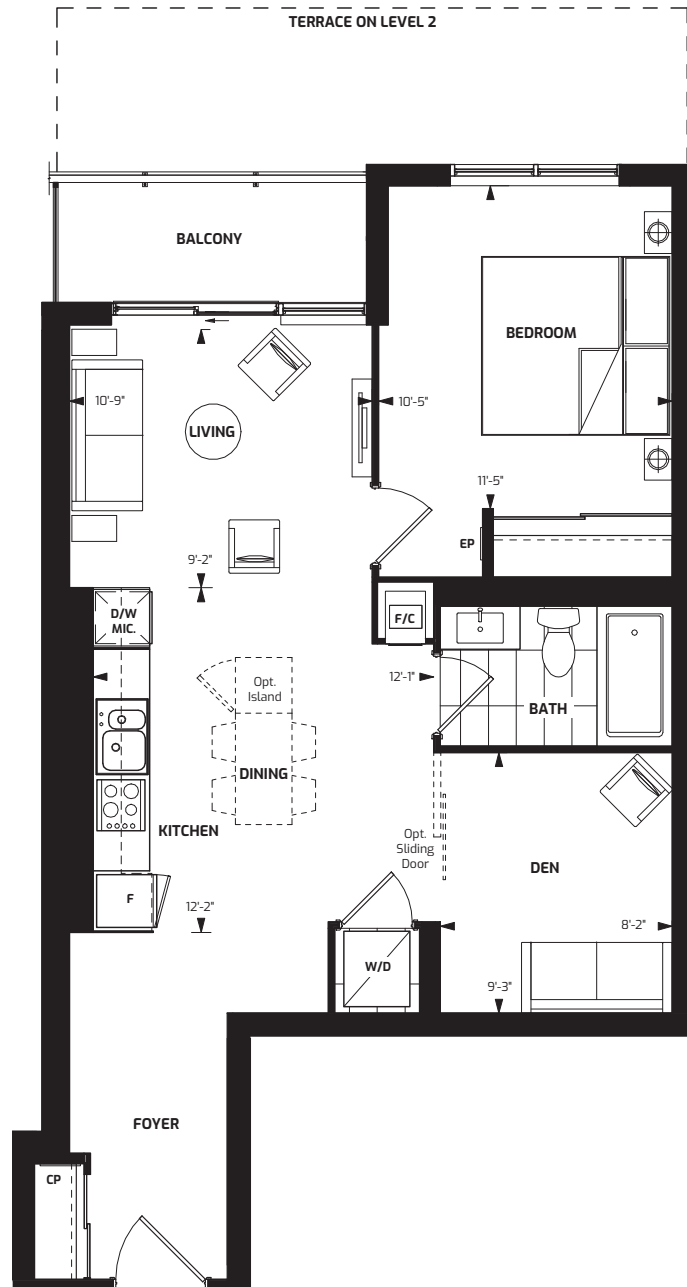 TERRACE ON LEVEL 2
BALCONY
BEDROOM
10'-9"
10'-5"
LIVING
11'-5"
EP
9'-2"
D/W
MIC.
F/C
Opt.
Island
12'-1"
BATH
DINING
KITCHEN
Opt.
Sliding
Door
DEN
F
12'-2"
8'-2"
W/D
9'-3"
FOYER
CP